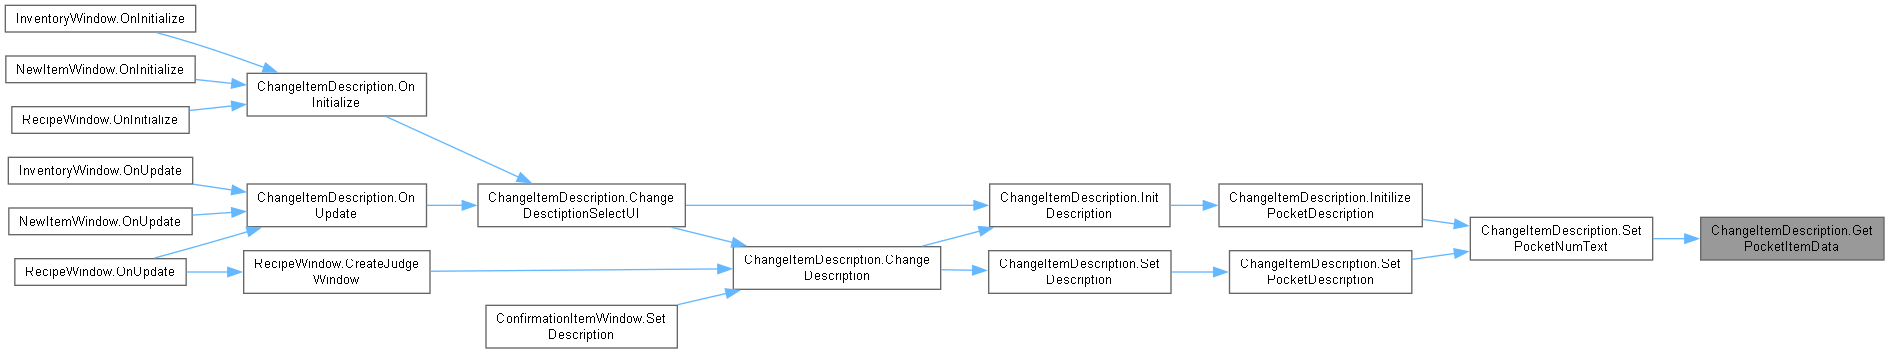 InventoryWindow.OnInitialize
NewItemWindow.OnInitialize
RecipeWindow.OnInitialize
ChangeItemDescription.On
Initialize
InventoryWindow.OnUpdate
NewItemWindow.OnUpdate
RecipeWindow.OnUpdate
ChangeItemDescription.On
Update
RecipeWindow.CreateJudge
Window
ChangeItemDescription.Change
DesctiptionSelectUI
ConfirmationItemWindow.Set
Description
ChangeItemDescription.Change
Description
ChangeItemDescription.Init
Description
ChangeItemDescription.Set
Description
ChangeItemDescription.Initilize
PocketDescription
ChangeItemDescription.Set
PocketDescription
ChangeItemDescription.Set
PocketNumText
ChangeItemDescription.Get
PocketItemData